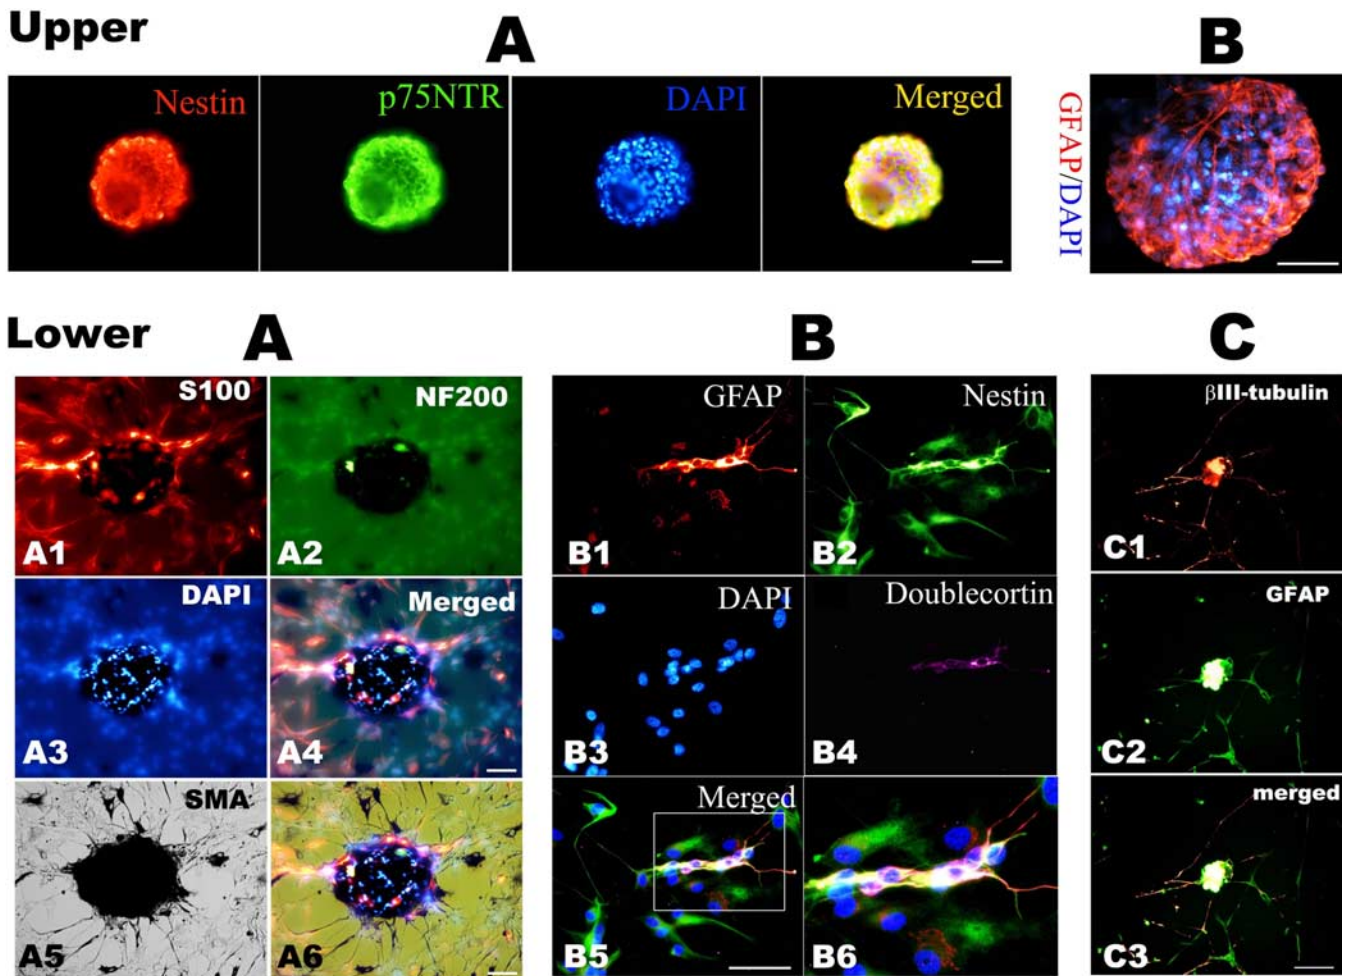 Upper
A
B
Nestin
p75NTR
DAPI
Merged
GFAP/DAPI
Lower
A
B
C
S100
NF200
GFAP
Nestin
βIII-tubulin
A1
A2
B1
B2
C1
DAPI
Merged
DAPI
Doublecortin
GFAP
A3
A4
B3
B4
C2
SMA
Merged
merged
A5
A6
B5
B6
C3